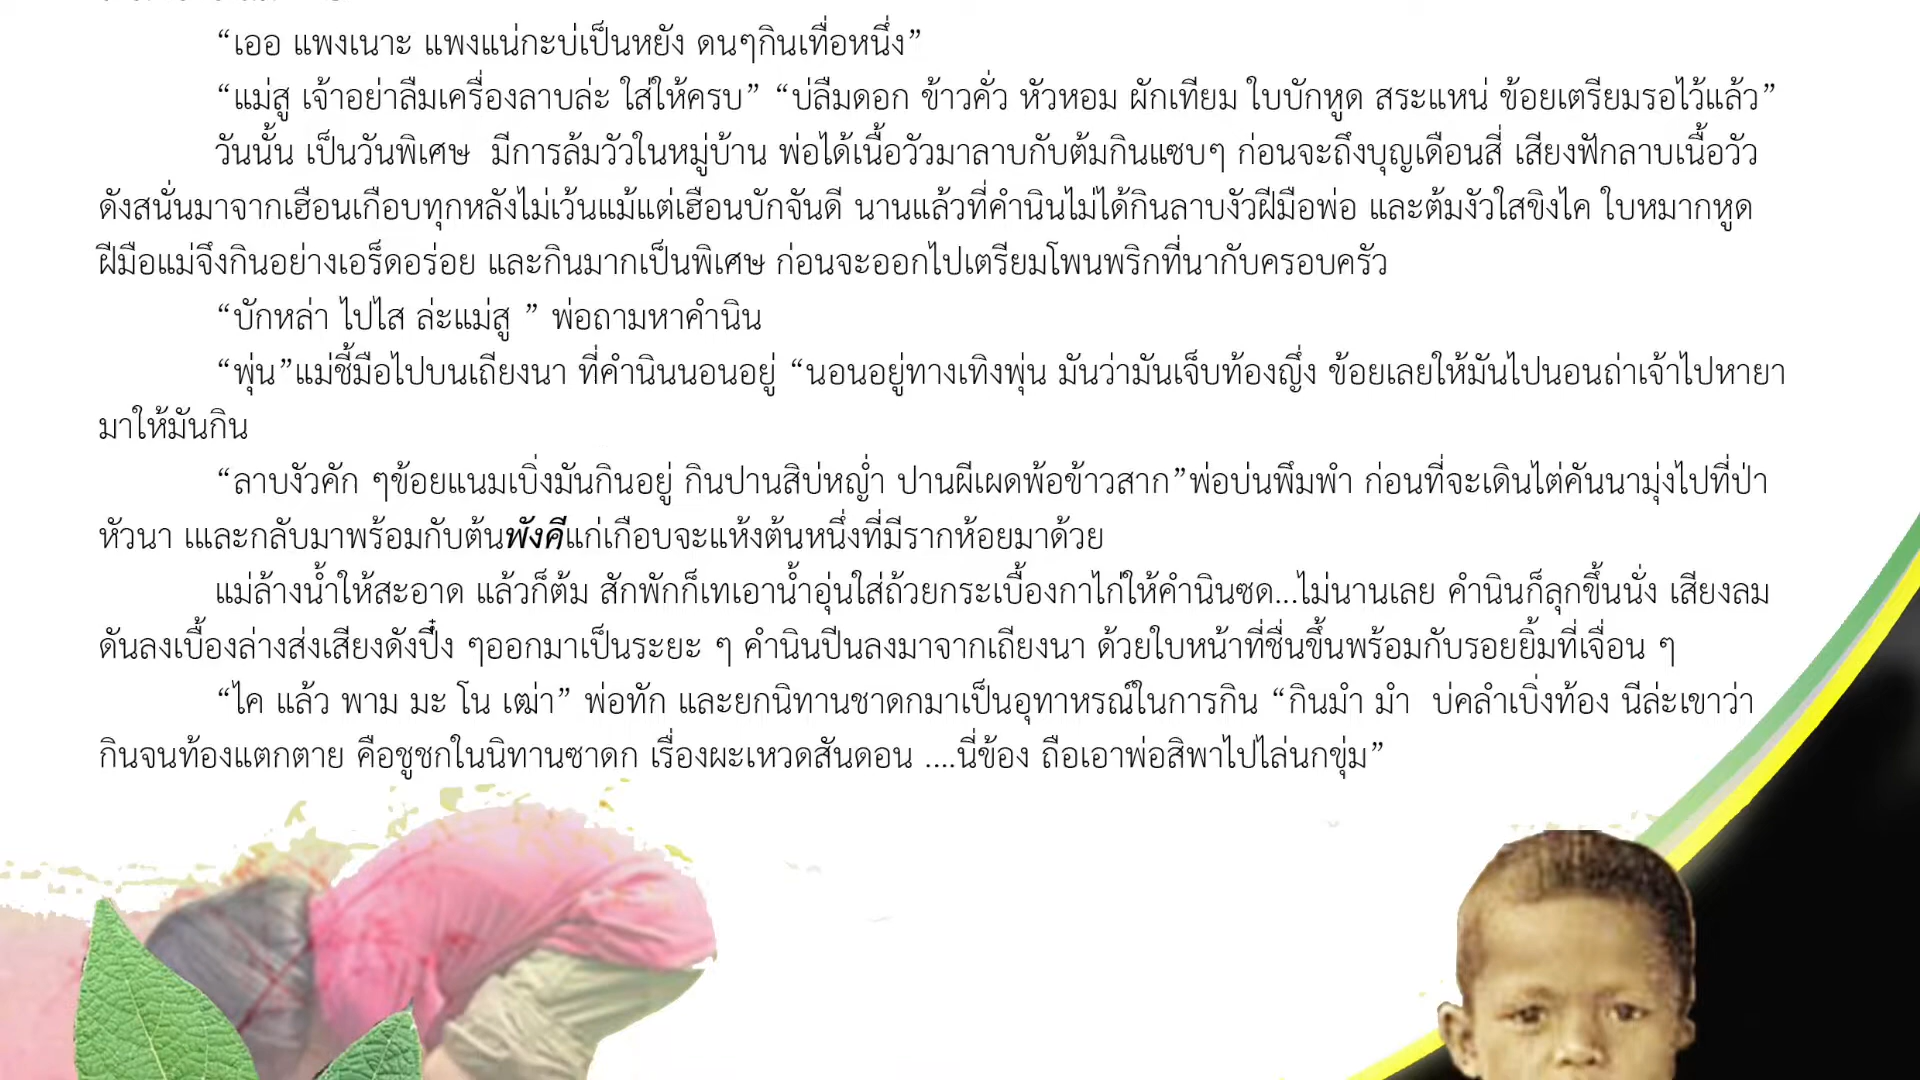 “เออ แพงเนาะ แพงแน่กะบ่เป็นหยัง ดนๆกินเทื่อหนึ่ง”
“แม่สู เจ้าอย่าลืมเครื่องลาบล่ะ ใส่ให้ครบ” “บ่ลืมดอก ข้าวคั่ว หัวหอม ผักเทียม ใบบักหูด สระแหน่ ข้อยเตรียมรอไว้แล้ว”
วันนั้น เป็นวันพิเศษ มีการล้มวัวในหมู่บ้าน พ่อได้เนื้อวัวมาลาบกับต้มกินแซบๆ ก่อนจะถึงบุญเดือนสี่ เสียงฟักลาบเนื้อวัว
ดังสนั่นมาจากเฮือนเกือบทุกหลังไม่เว้นแม้แต่เฮือนบักจันดี นานแล้วที่คำนินไม่ได้กินลาบงัวฝีมือพ่อ และต้มงัวใสขิงไค ใบหมากหูด
ฝีมือแม่จึงกินอย่างเอร็ดอร่อย และกินมากเป็นพิเศษ ก่อนจะออกไปเตรียมโพนพริกที่นากับครอบครัว
“บักหล่า ไปไส ล่ะแม่สู ” พ่อถามหาคำนิน
“พุ่น”แม่ชี้มือไปบนเถียงนา ที่คำนินนอนอยู่ “นอนอยู่ทางเทิงพุ่น มันว่ามันเจ็บท้องญึ่ง ข้อยเลยให้มันไปนอนถ่าเจ้าไปหายา
มาให้มันกิน
“ลาบงัวคัก ๆข้อยแนมเบิ่งมันกินอยู่ กินปานสิบ่หญ่ำ ปานผีเผดพ้อข้าวสาก”พ่อบ่นพึมพำ ก่อนที่จะเดินไต่คันนามุ่งไปที่ป่า
หัวนา เและกลับมาพร้อมกับต้นพังคีแก่เกือบจะแห้งต้นหนึ่งที่มีรากห้อยมาด้วย
แม่ล้างน้ำให้สะอาด แล้วก็ต้ม สักพักก็เทเอาน้ำอุ่นใส่ถ้วยกระเบื้องกาไก่ให้คำนินซด...ไม่นานเลย คำนินก็ลุกขึ้นนั่ง เสียงลม
ดันลงเบื้องล่างส่งเสียงดังปึ๋ง ๆออกมาเป็นระยะ ๆ คำนินปีนลงมาจากเถียงนา ด้วยใบหน้าที่ชื่นขึ้นพร้อมกับรอยยิ้มที่เจื่อน ๆ
“ไค แล้ว พาม มะ โน เฒ่า” พ่อทัก และยกนิทานชาดกมาเป็นอุทาหรณ์ในการกิน “กินมำ มำ บ่คลำเบิ่งท้อง นีล่ะเขาว่า
กินจนท้องแตกตาย คือชูชกในนิทานชาดก เรื่องผะเหวดสันดอน ....นี่ข้อง ถือเอาพ่อสิพาไปไล่นกขุ่ม”